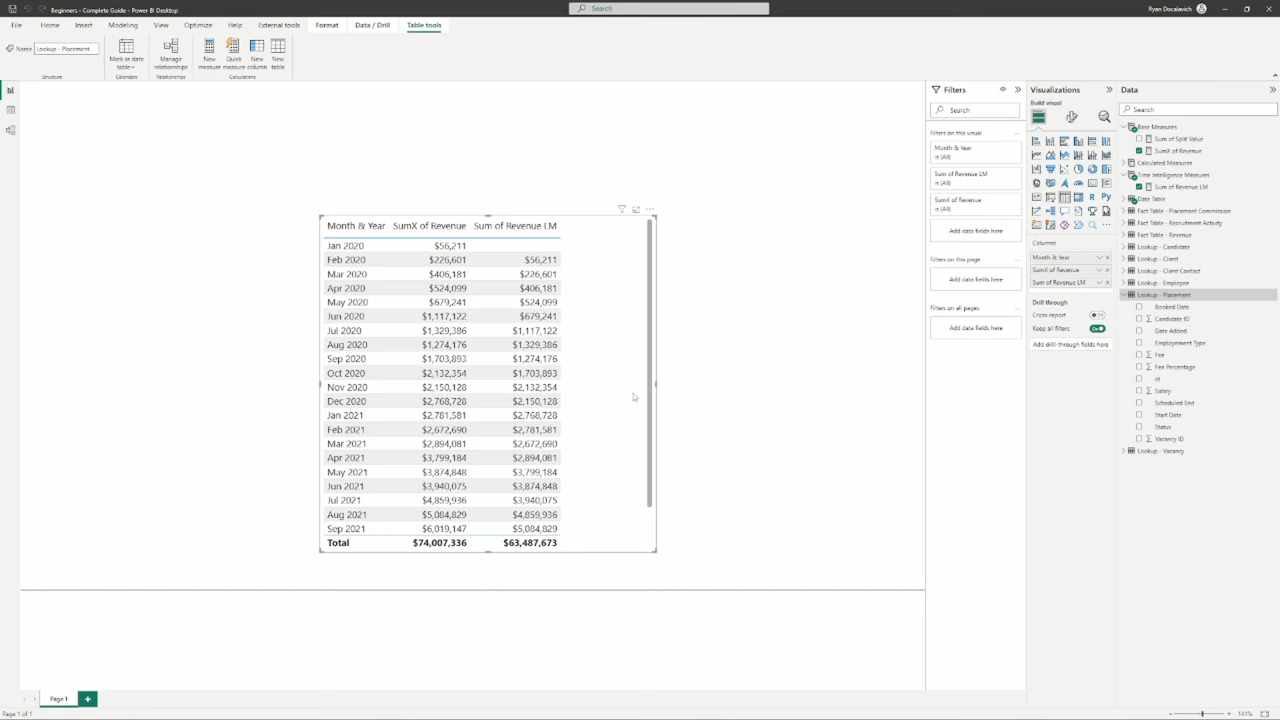 Beginners - Complete Guide - Power BI Desktop
Search
Ryan Docalavich
File Home Insert Modeling View Optimize Help External tools Format Data / Drill Table tools
Name Lookup - Placement
Mark as date table
Manage relationships
New measure
Quick measure
New column
New table
Structure
Calendars
Relationships
Calculations
Filters
Search
Filters on this visual
Month & Year
is (All)
Sum of Revenue LM
is (All)
SumX of Revenue
is (All)
Add data fields here
Filters on this page
Add data fields here
Filters on all pages
Add data fields here
Visualizations
Build visual
Columns
Month & Year
SumX of Revenue
Sum of Revenue LM
Drill through
Cross-report Off
Keep all filters On
Add drill-through fields here
Data
Search
Base Measures
Sum of Split Value
SumX of Revenue
Calculated Measures
Time Intelligence Measures
Sum of Revenue LM
Date Table
Fact Table - Placement Commission
Fact Table - Recruitment Activity
Fact Table - Revenue
Lookup - Candidate
Lookup - Client
Lookup - Client Contact
Lookup - Employee
Lookup - Placement
Booked Date
Candidate ID
Date Added
Employement Type
Fee
Fee Percentage
id
Salary
Scheduled End
Start Date
Status
Vacancy ID
Lookup - Vacancy
Month & Year SumX of Revenue Sum of Revenue LM
Jan 2020 $56,211
Feb 2020 $226,601 $56,211
Mar 2020 $406,181 $226,601
Apr 2020 $524,099 $406,181
May 2020 $679,241 $524,099
Jun 2020 $1,117,122 $679,241
Jul 2020 $1,329,386 $1,117,122
Aug 2020 $1,274,176 $1,329,386
Sep 2020 $1,703,893 $1,274,176
Oct 2020 $2,132,354 $1,703,893
Nov 2020 $2,150,128 $2,132,354
Dec 2020 $2,768,728 $2,150,128
Jan 2021 $2,781,581 $2,768,728
Feb 2021 $2,672,690 $2,781,581
Mar 2021 $2,894,081 $2,672,690
Apr 2021 $3,799,184 $2,894,081
May 2021 $3,874,848 $3,799,184
Jun 2021 $3,940,075 $3,874,848
Jul 2021 $4,859,936 $3,940,075
Aug 2021 $5,084,829 $4,859,936
Sep 2021 $6,019,147 $5,084,829
Total $74,007,336 $63,487,673
Page 1
Page 1 of 1
141%